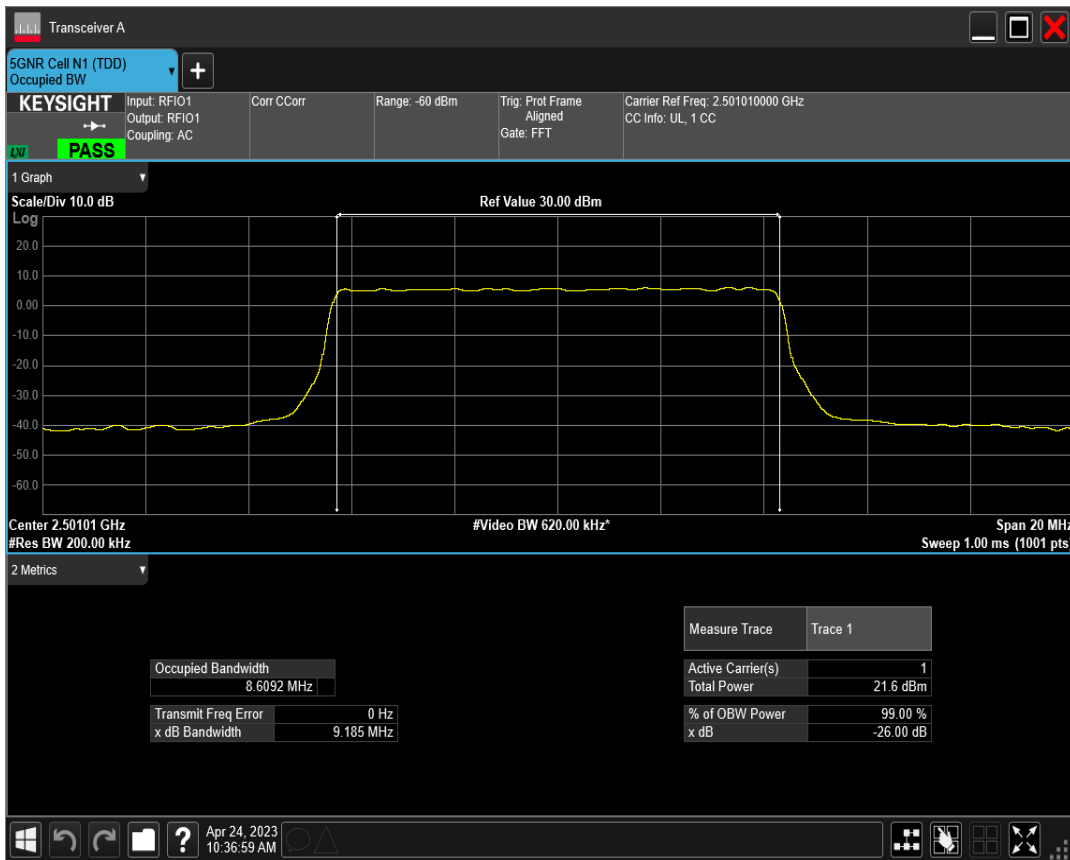 Transceiver A
5GNR Cell N1 (TDD)
Occupied BW
+
KEYSIGHT
LXI
PASS
Input: RFIO1
Output: RFIO1
Coupling: AC
Corr CCorr
Range: -60 dBm
Trig: Prot Frame
Aligned
Gate: FFT
Carrier Ref Freq: 2.501010000 GHz
CC Info: UL, 1 CC
1 Graph
Scale/Div 10.0 dB
Ref Value 30.00 dBm
Log
20.0
10.0
0.00
-10.0
-20.0
-30.0
-40.0
-50.0
-60.0
Center 2.50101 GHz
#Video BW 620.00 kHz*
Span 20 MHz
#Res BW 200.00 kHz
Sweep 1.00 ms (1001 pts)
2 Metrics
Measure Trace Trace 1
Occupied Bandwidth
8.6092 MHz
Active Carrier(s) 1
Total Power 21.6 dBm
Transmit Freq Error 0 Hz
x dB Bandwidth 9.185 MHz
% of OBW Power 99.00 %
x dB -26.00 dB
?
Apr 24, 2023
10:36:59 AM